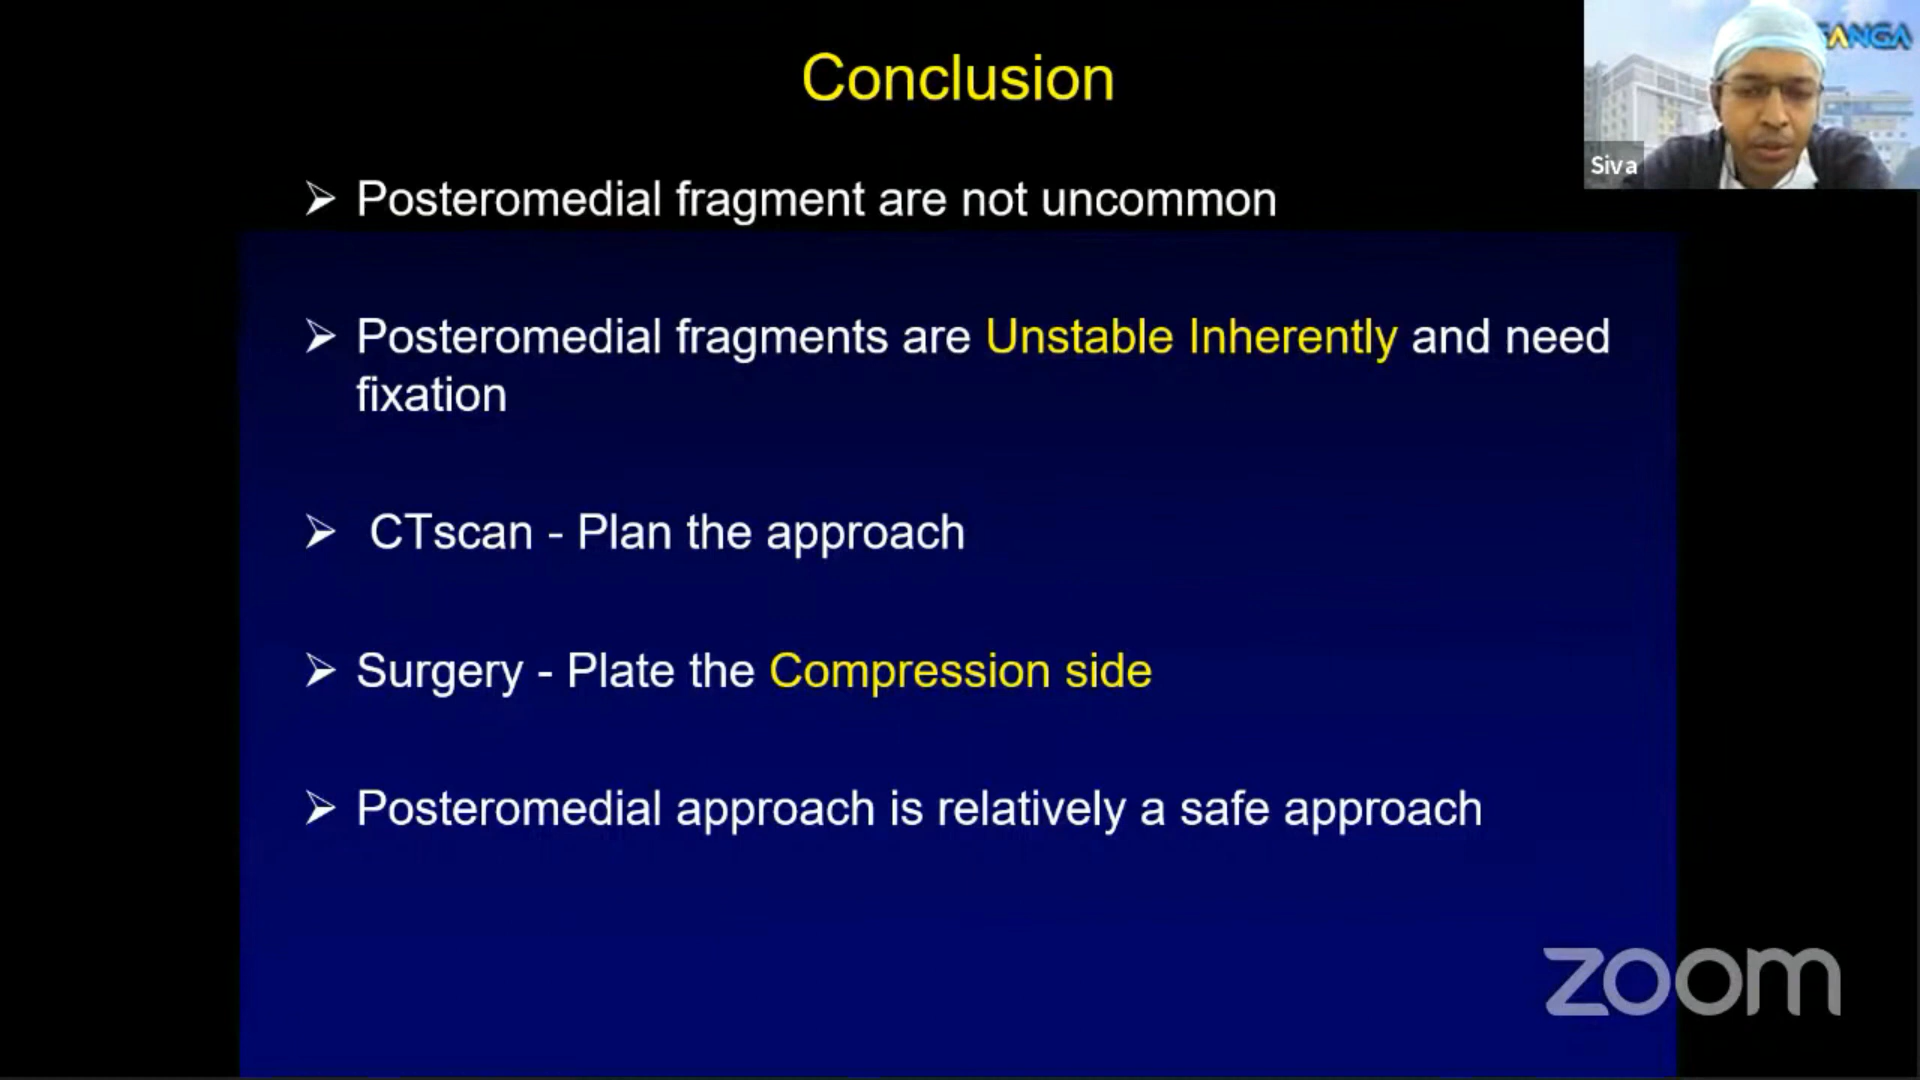 Conclusion
GANGA
Siva
➢ Posteromedial fragment are not uncommon
➢ Posteromedial fragments are Unstable Inherently and need
fixation
➢ CTscan - Plan the approach
➢ Surgery - Plate the Compression side
➢ Posteromedial approach is relatively a safe approach
zoom